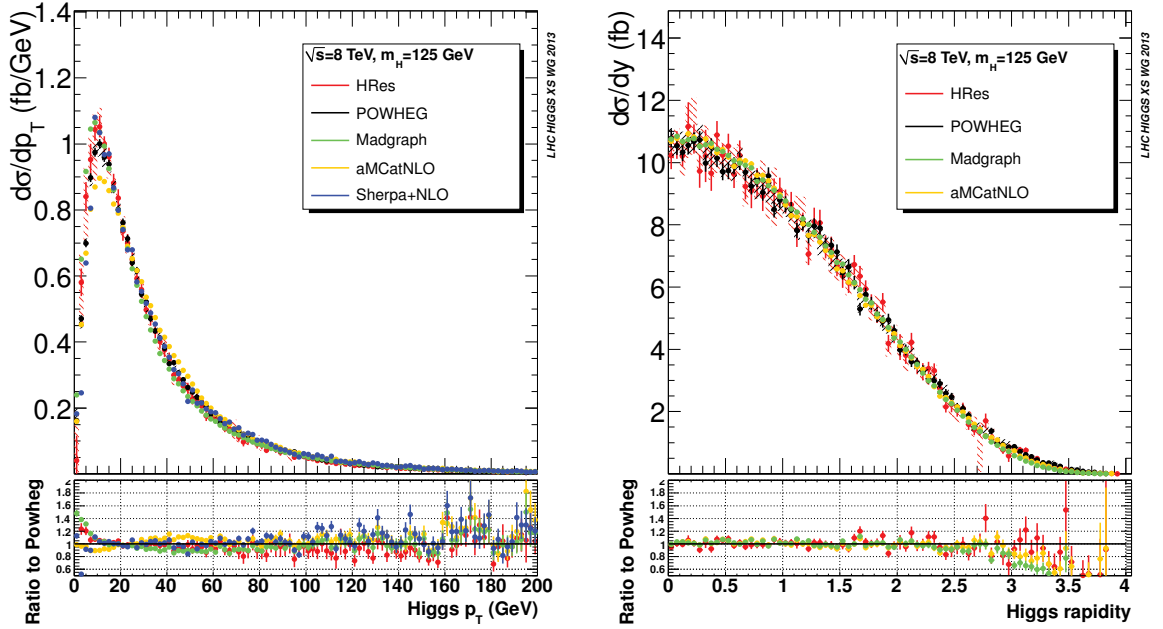 dσ/dp_T (fb/GeV)
1.4
1.2
1
0.8
0.6
0.4
0.2
√s=8 TeV, m_H=125 GeV
HRes
POWHEG
Madgraph
aMCatNLO
Sherpa+NLO
LHC HIGGS XS WG 2013
Ratio to Powheg
2
1.8
1.6
1.4
1.2
1
0.8
0.6
0 20 40 60 80 100 120 140 160 180 200
Higgs p_T (GeV)
dσ/dy (fb)
14
12
10
8
6
4
2
√s=8 TeV, m_H=125 GeV
HRes
POWHEG
Madgraph
aMCatNLO
LHC HIGGS XS WG 2013
Ratio to Powheg
2
1.8
1.6
1.4
1.2
1
0.8
0.6
0 0.5 1 1.5 2 2.5 3.0 3.5 4
Higgs rapidity